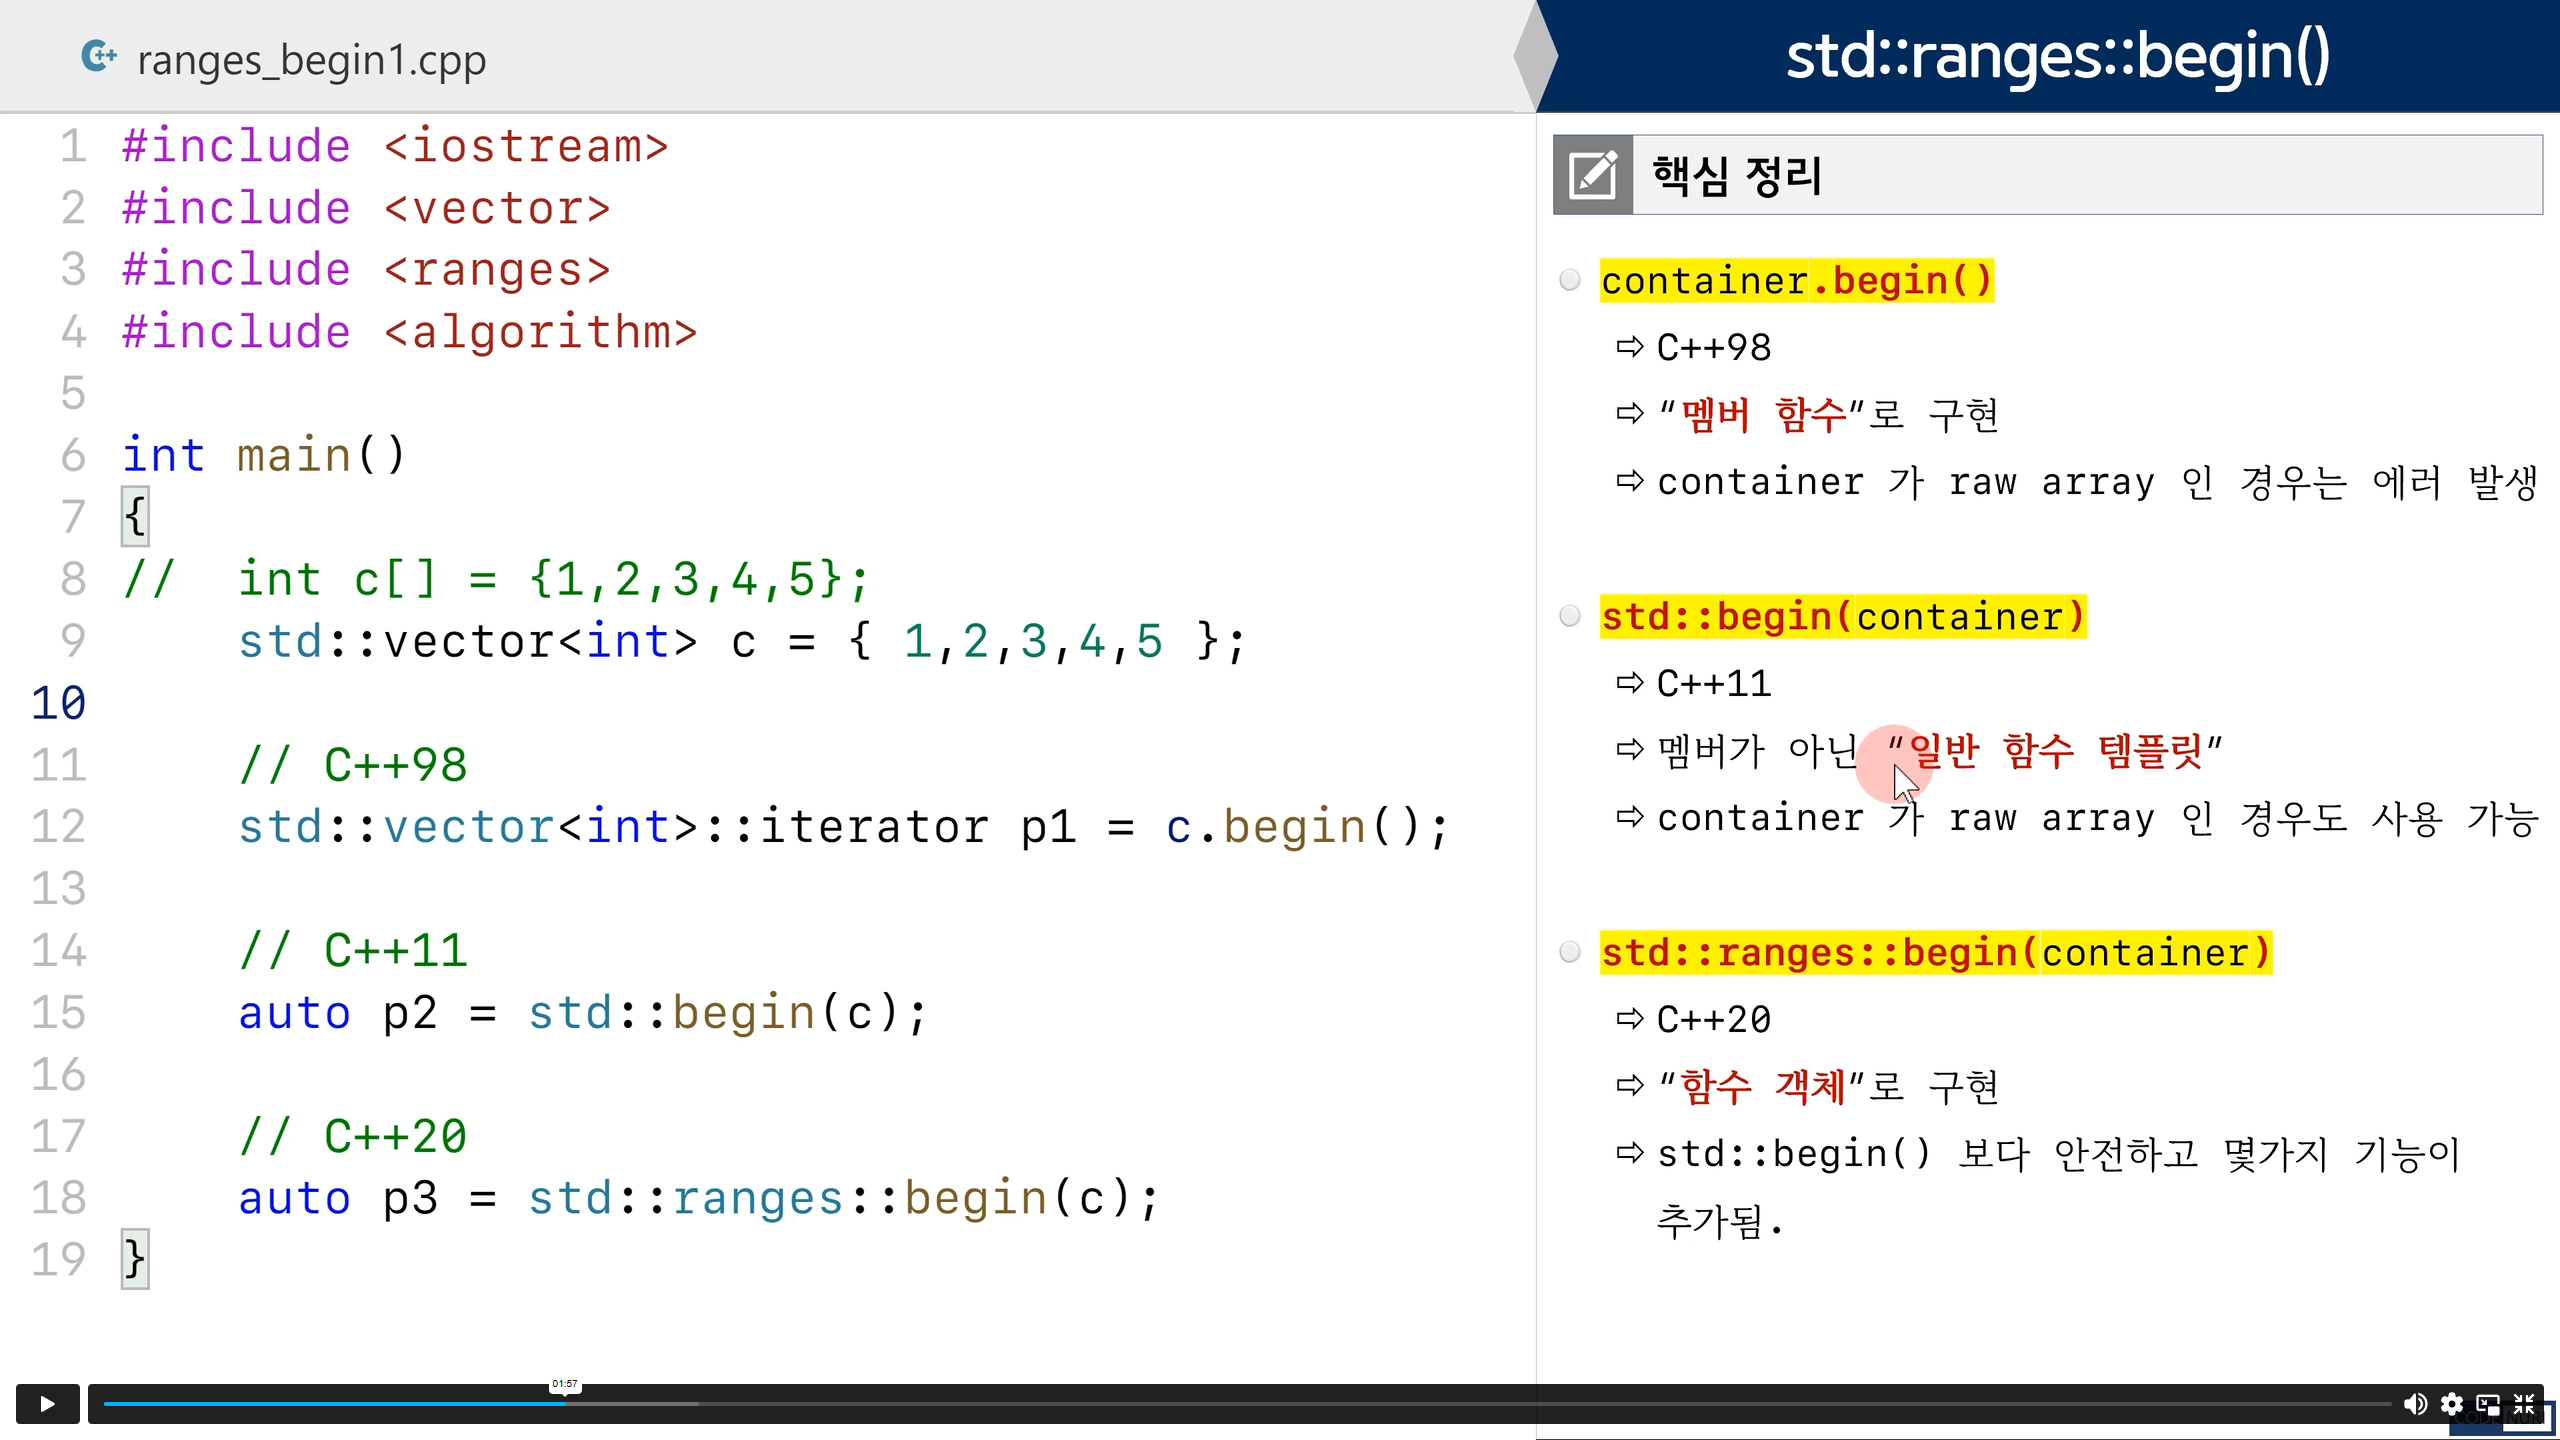 ranges_begin1.cpp
std::ranges::begin()
1 #include <iostream>
2 #include <vector>
3 #include <ranges>
4 #include <algorithm>
5
6 int main()
7 {
8 //  int c[] = {1,2,3,4,5};
9     std::vector<int> c = { 1,2,3,4,5 };
10
11     // C++98
12     std::vector<int>::iterator p1 = c.begin();
13
14     // C++11
15     auto p2 = std::begin(c);
16
17     // C++20
18     auto p3 = std::ranges::begin(c);
19 }
핵심 정리
container.begin()
⇨ C++98
⇨ “멤버 함수”로 구현
⇨ container 가 raw array 인 경우는 에러 발생
std::begin(container)
⇨ C++11
⇨ 멤버가 아닌 “일반 함수 템플릿”
⇨ container 가 raw array 인 경우도 사용 가능
std::ranges::begin(container)
⇨ C++20
⇨ “함수 객체”로 구현
⇨ std::begin() 보다 안전하고 몇가지 기능이
추가됨.
01:57